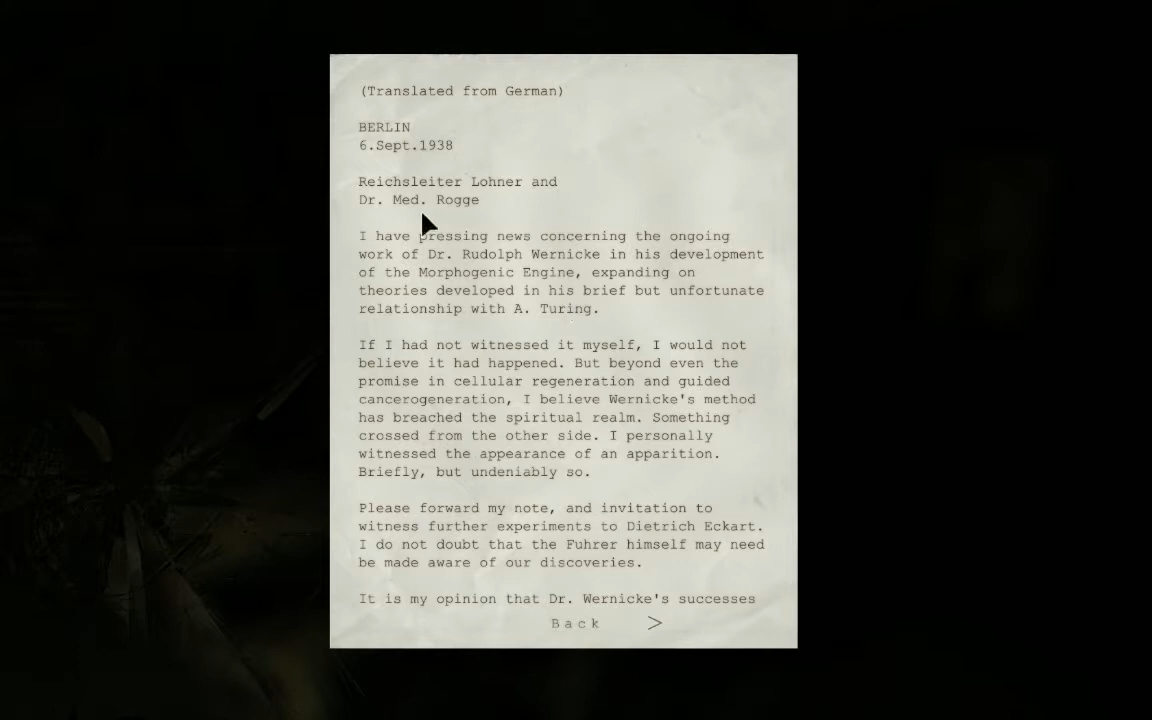 (Translated from German)
BERLIN
6.Sept.1938
Reichsleiter Lohner and
Dr. Med. Rogge
I have pressing news concerning the ongoing
work of Dr. Rudolph Wernicke in his development
of the Morphogenic Engine, expanding on
theories developed in his brief but unfortunate
relationship with A. Turing.
If I had not witnessed it myself, I would not
believe it had happened. But beyond even the
promise in cellular regeneration and guided
cancerogeneration, I believe Wernicke's method
has breached the spiritual realm. Something
crossed from the other side. I personally
witnessed the appearance of an apparition.
Briefly, but undeniably so.
Please forward my note, and invitation to
witness further experiments to Dietrich Eckart.
I do not doubt that the Fuhrer himself may need
be made aware of our discoveries.
It is my opinion that Dr. Wernicke's successes
Back >